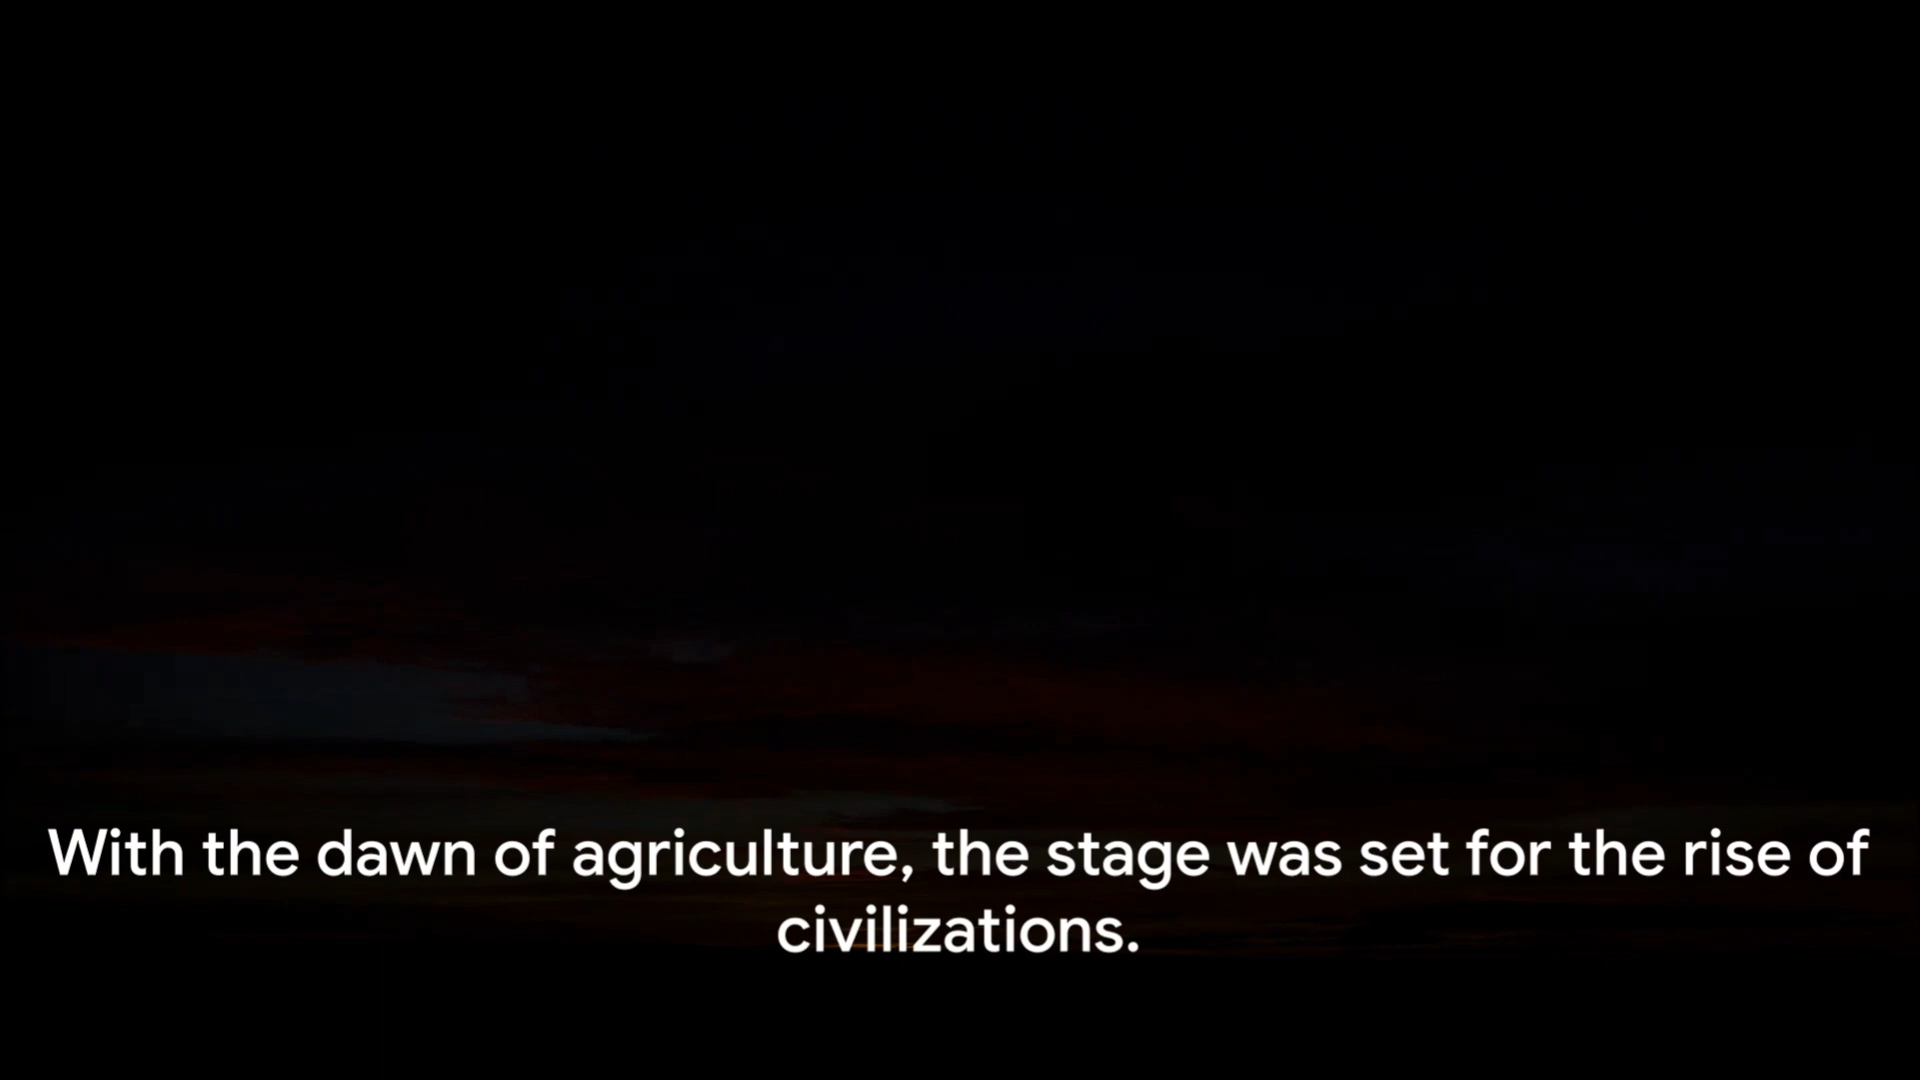 With the dawn of agriculture, the stage was set for the rise of
civilizations.